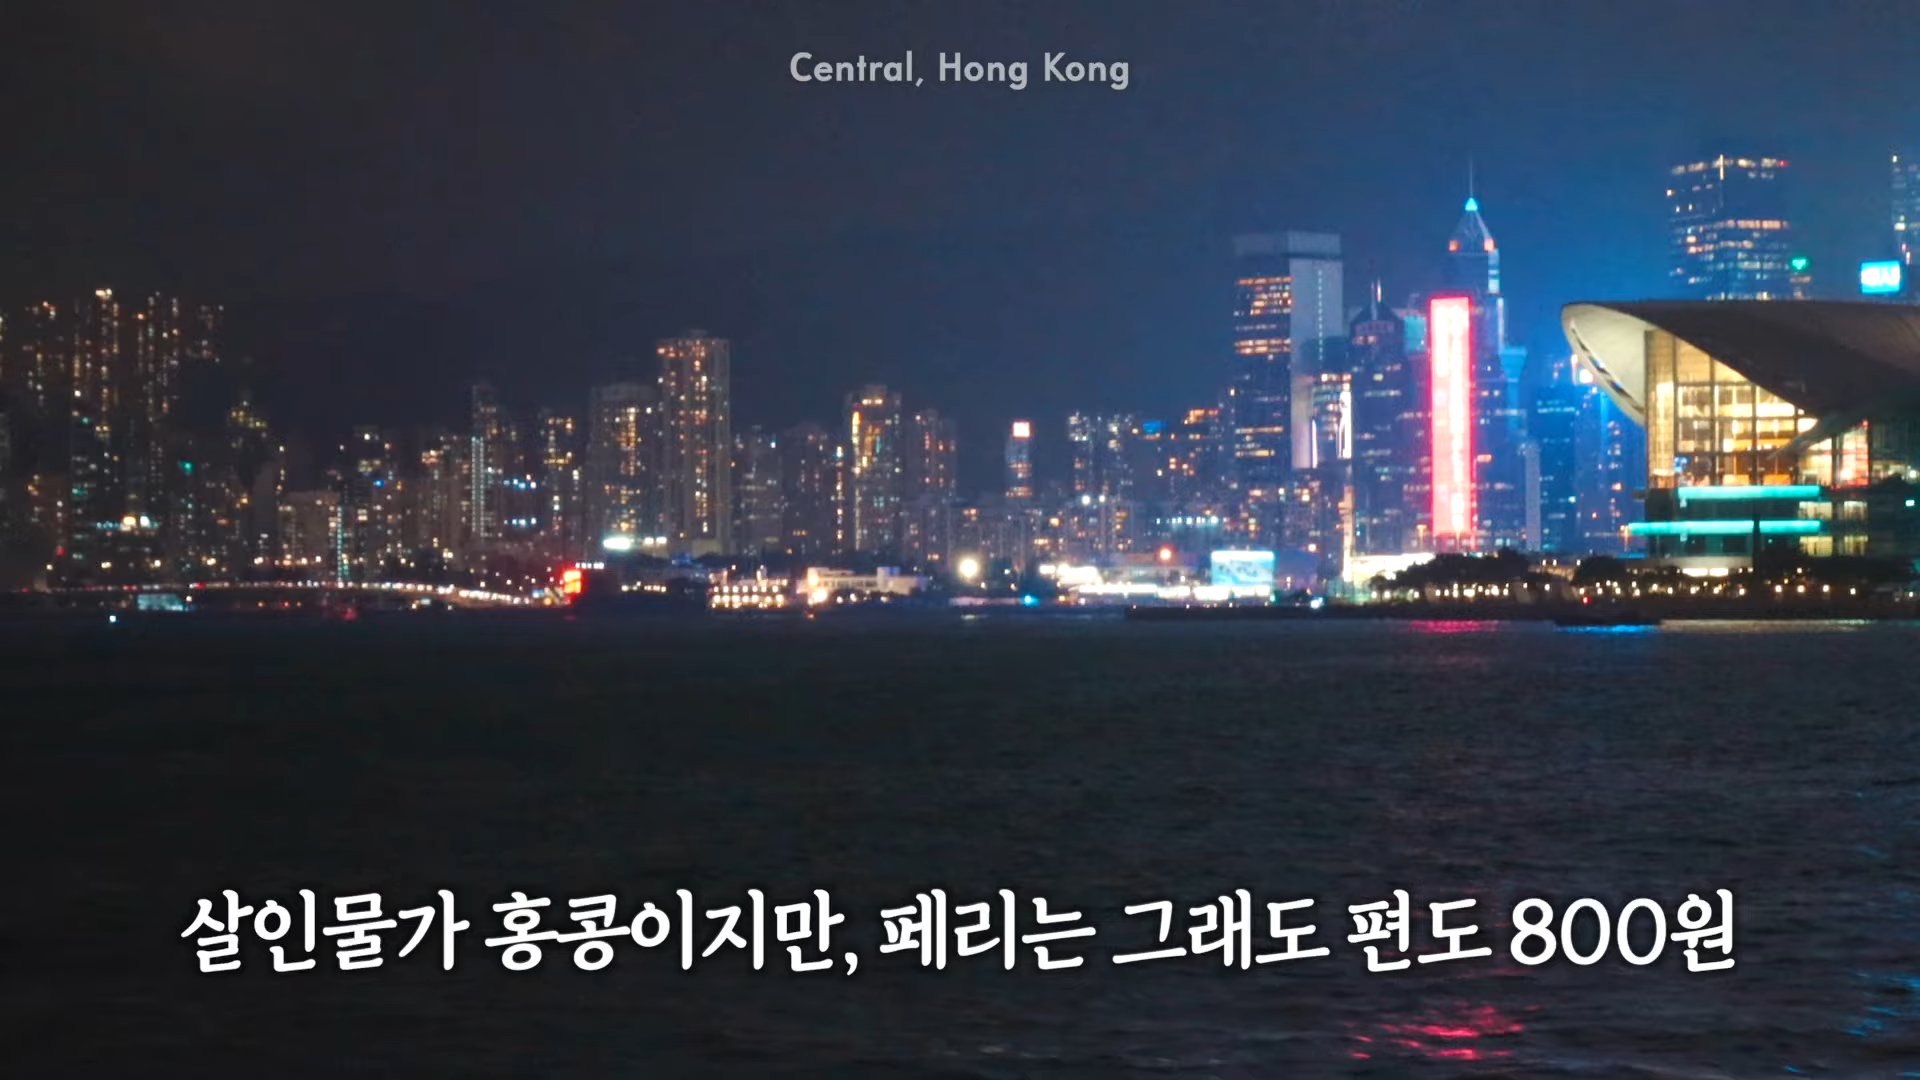 Central, Hong Kong
살인물가 홍콩이지만, 페리는 그래도 편도 800원